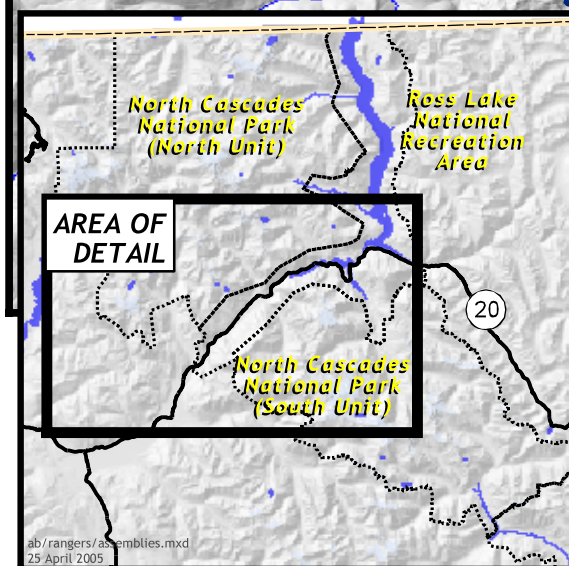 North Cascades
National Park
(North Unit)
Ross Lake
National
Recreation
Area
AREA OF
DETAIL
20
North Cascades
National Park
(South Unit)
ab/rangers/assemblies.mxd
25 April 2005